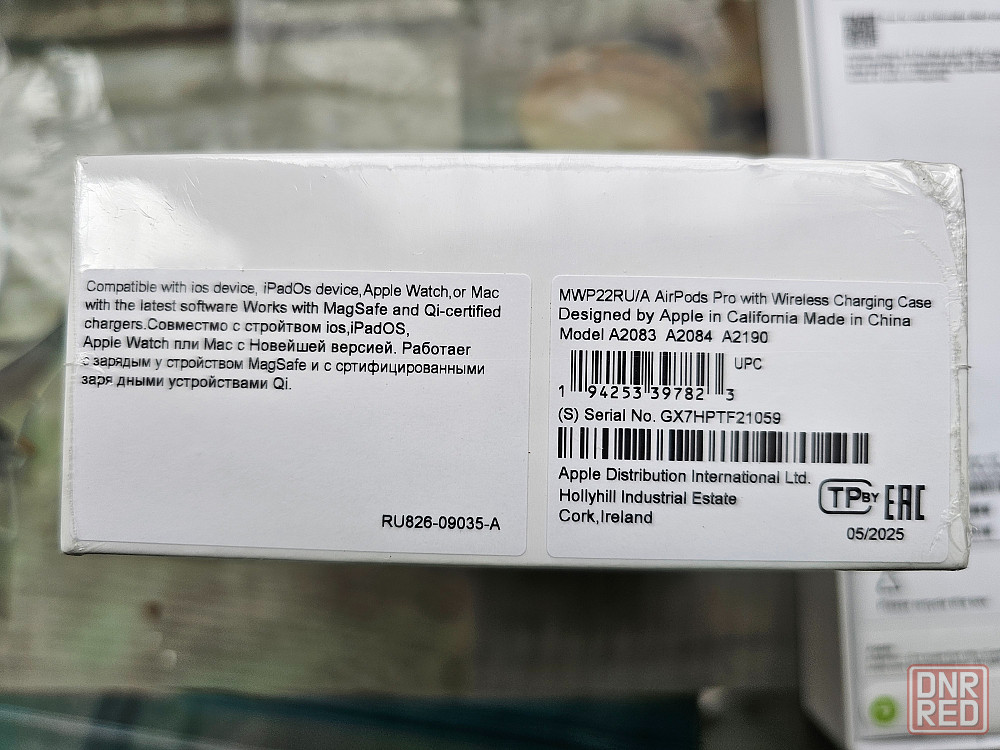 Compatible with ios device, iPadOs device,Apple Watch,or Mac
with the latest software Works with MagSafe and Qi-certified
chargers.Совместмо с стройтвом ios,iPadOS,
Apple Watch пли Mac с Новейшей версией. Работает
с зарядым у стройством MagSafe и с сртифицированными
заря дными устройствами Qi.
RU826-09035-A
MWP22RU/A AirPods Pro with Wireless Charging Case
Designed by Apple in California Made in China
Model A2083 A2084 A2190
UPC
1 94253 39782 3
(S) Serial No. GX7HPTF21059
Apple Distribution International Ltd.
Hollyhill Industrial Estate
Cork,Ireland
TP BY EAC
05/2025
DNR
RED